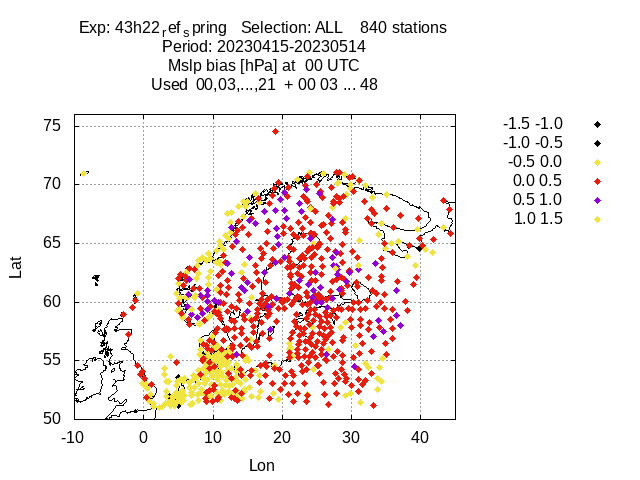 Exp: 43h22ref spring Selection: ALL 840 stations
Period: 20230415-20230514
Mslp bias [hPa] at 00 UTC
Used 00,03,...,21 + 00 03 ... 48
-1.5 -1.0
-1.0 -0.5
-0.5 0.0
0.0 0.5
0.5 1.0
1.0 1.5
75
70
65
60
55
50
Lat
-10 0 10 20 30 40
Lon